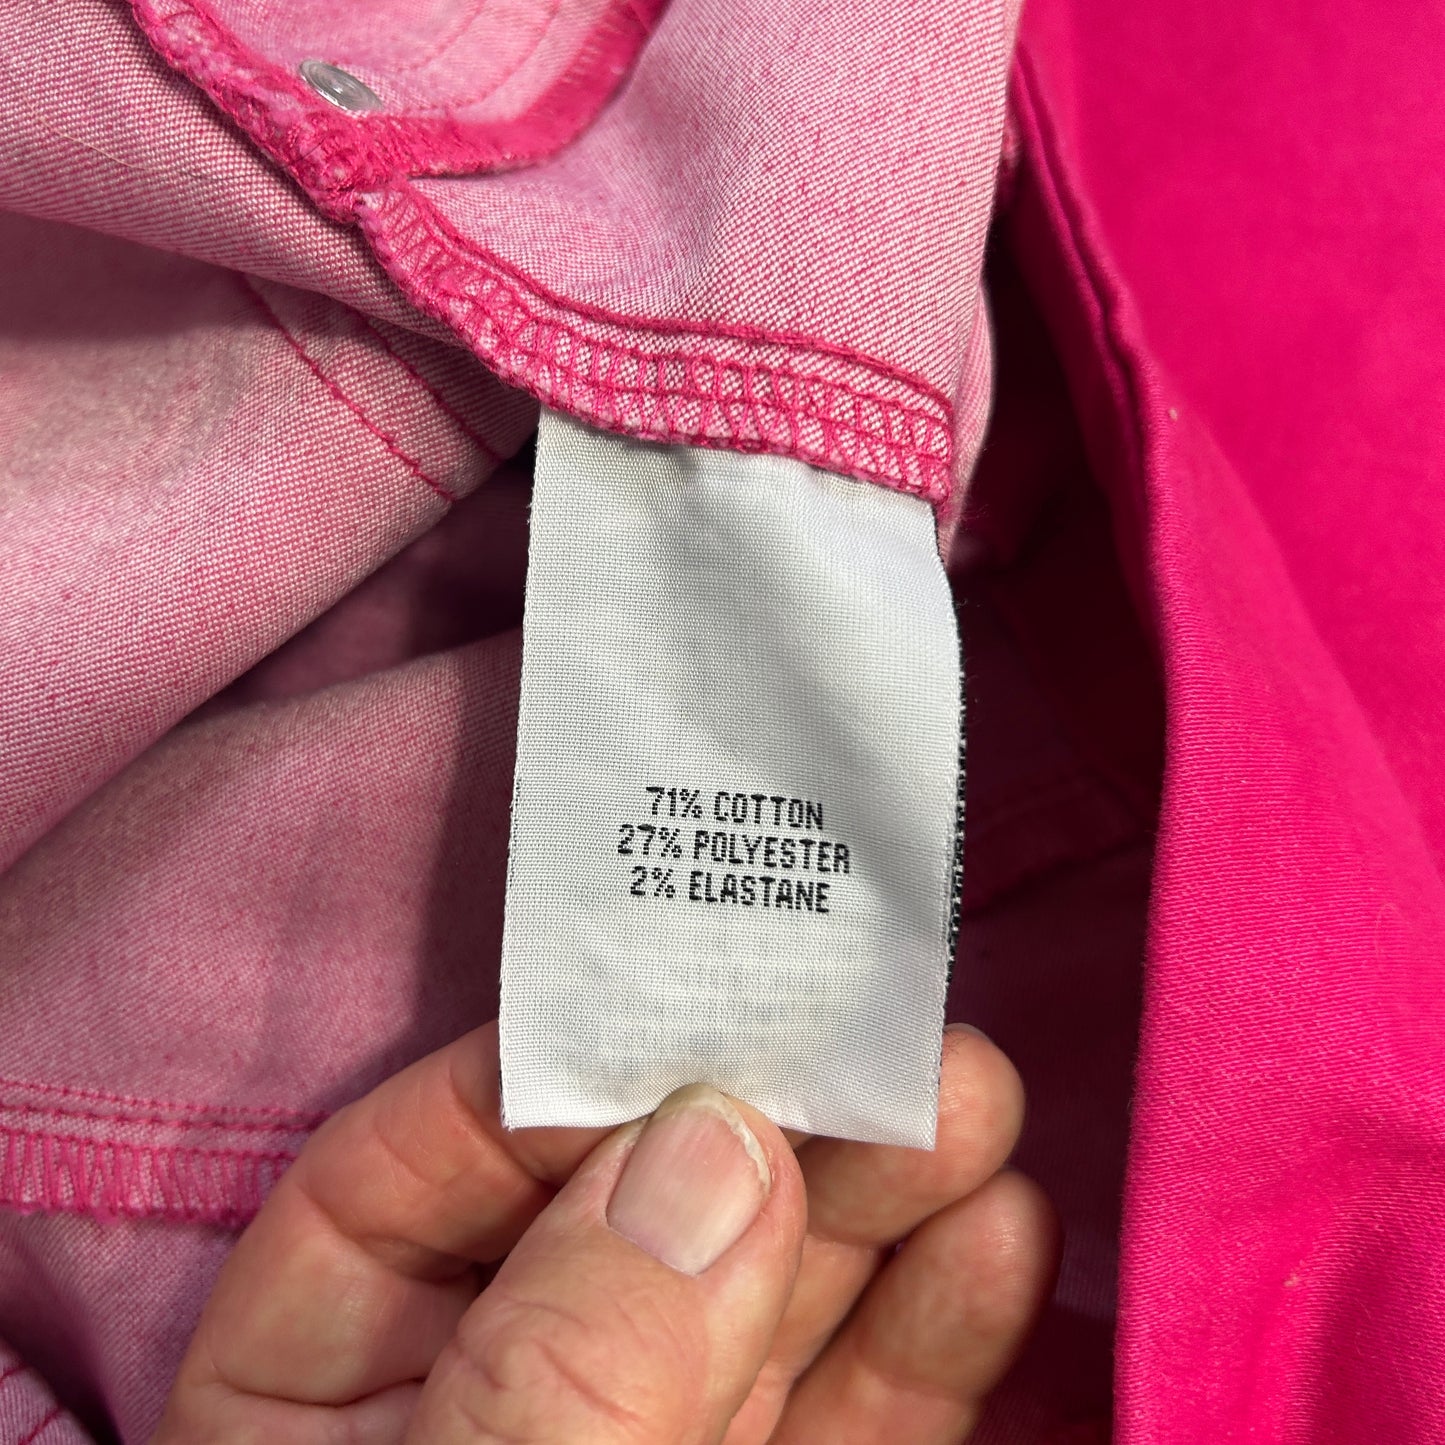 71% COTTON
27% POLYESTER
2% ELASTANE